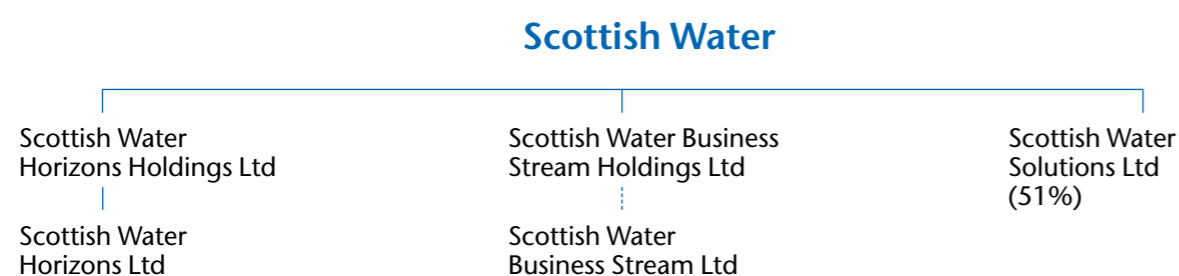 Scottish Water
Scottish Water
Horizons Holdings Ltd
Scottish Water Business
Stream Holdings Ltd
Scottish Water
Solutions Ltd
(51%)
Scottish Water
Horizons Ltd
Scottish Water
Business Stream Ltd